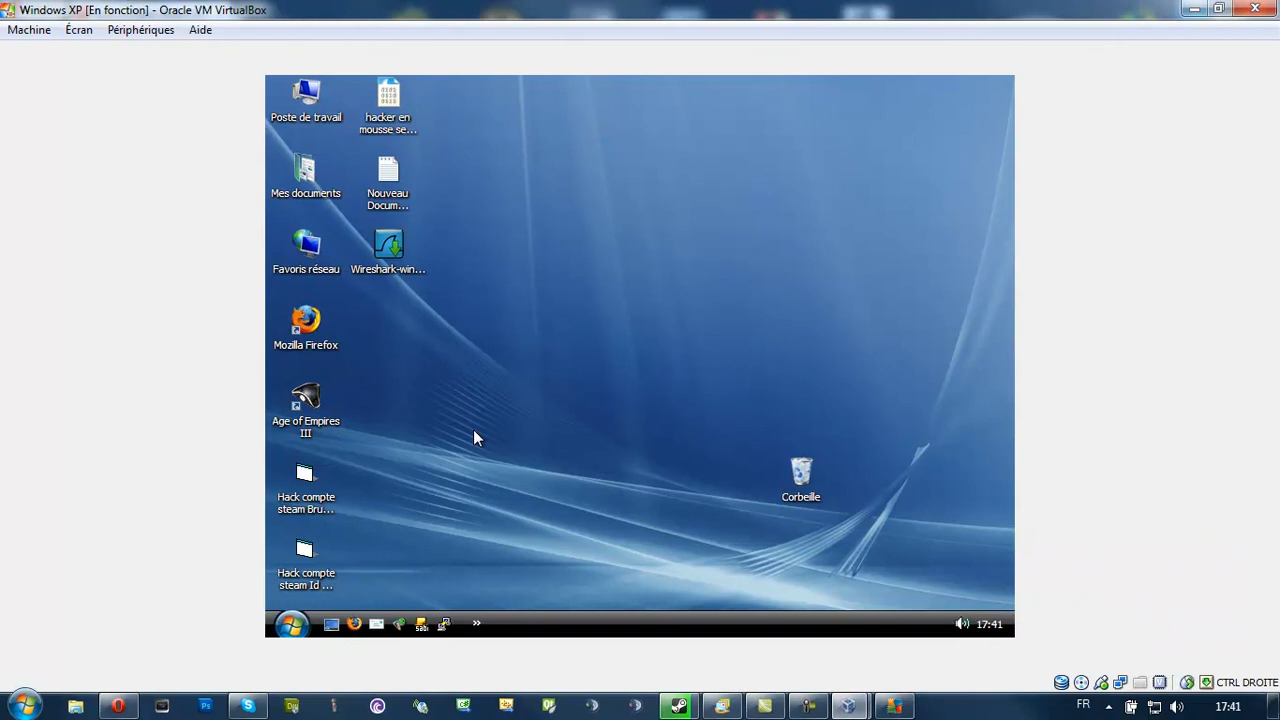 Windows XP [En fonction] - Oracle VM VirtualBox
Machine Écran Périphériques Aide
Poste de travail
hacker en
mousse se...
Mes documents
Nouveau
Docum...
Favoris réseau
Wireshark-win...
Mozilla Firefox
Age of Empires
III
Hack compte
steam Bru...
Corbeille
Hack compte
steam Id ...
» 17:41
CTRL DROITE
Ps
FR 17:41